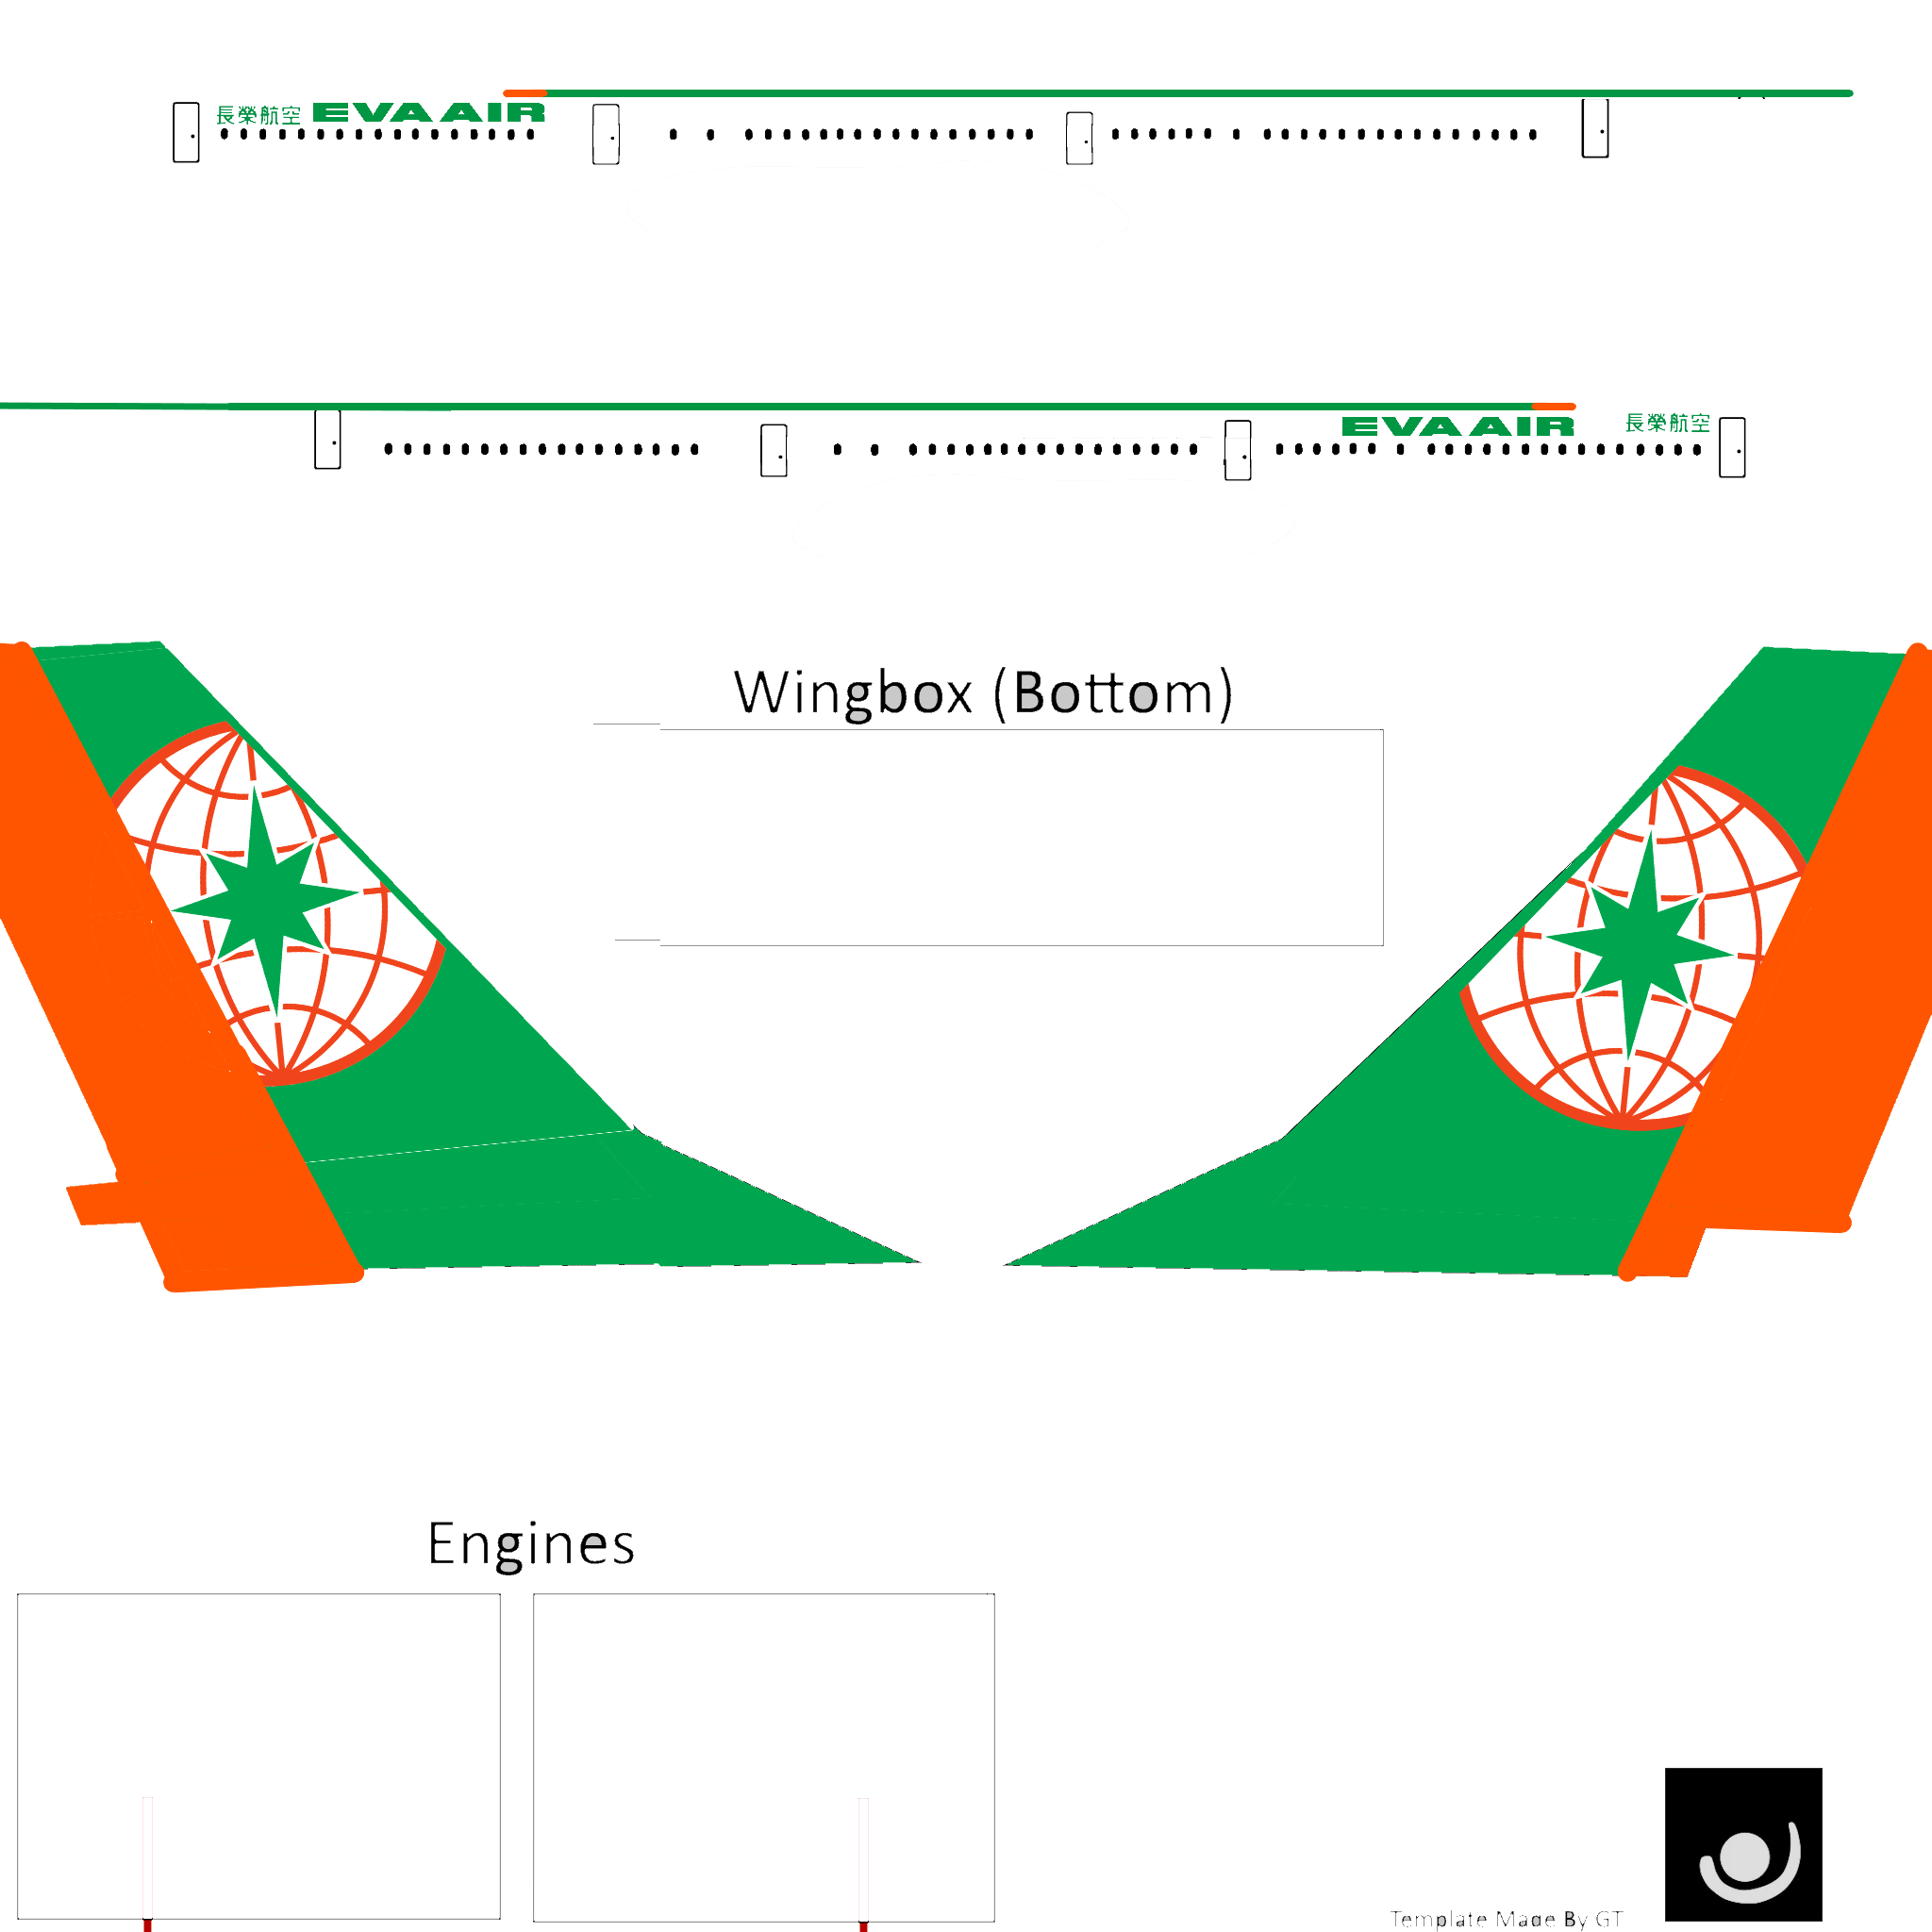 長榮航空 EVA AIR
EVA AIR 長榮航空
Wingbox (Bottom)
Engines
Template Made By GT